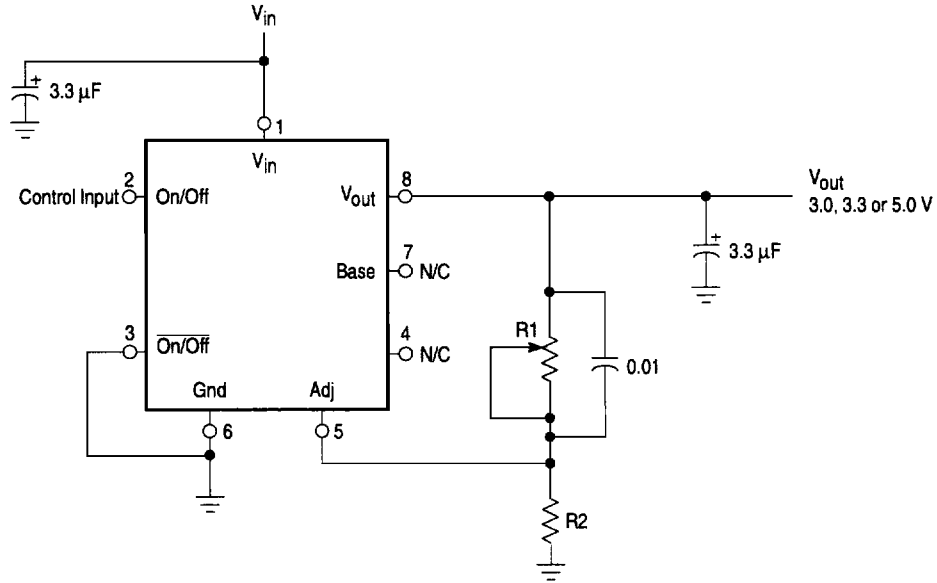 Vin
+
3.3 µF
1
Vin
2
Control Input
On/Off
8
Vout
Vout
3.0, 3.3 or 5.0 V
+
3.3 µF
7
Base
N/C
3
On/Off
4
N/C
R1
0.01
Gnd
Adj
6
5
R2